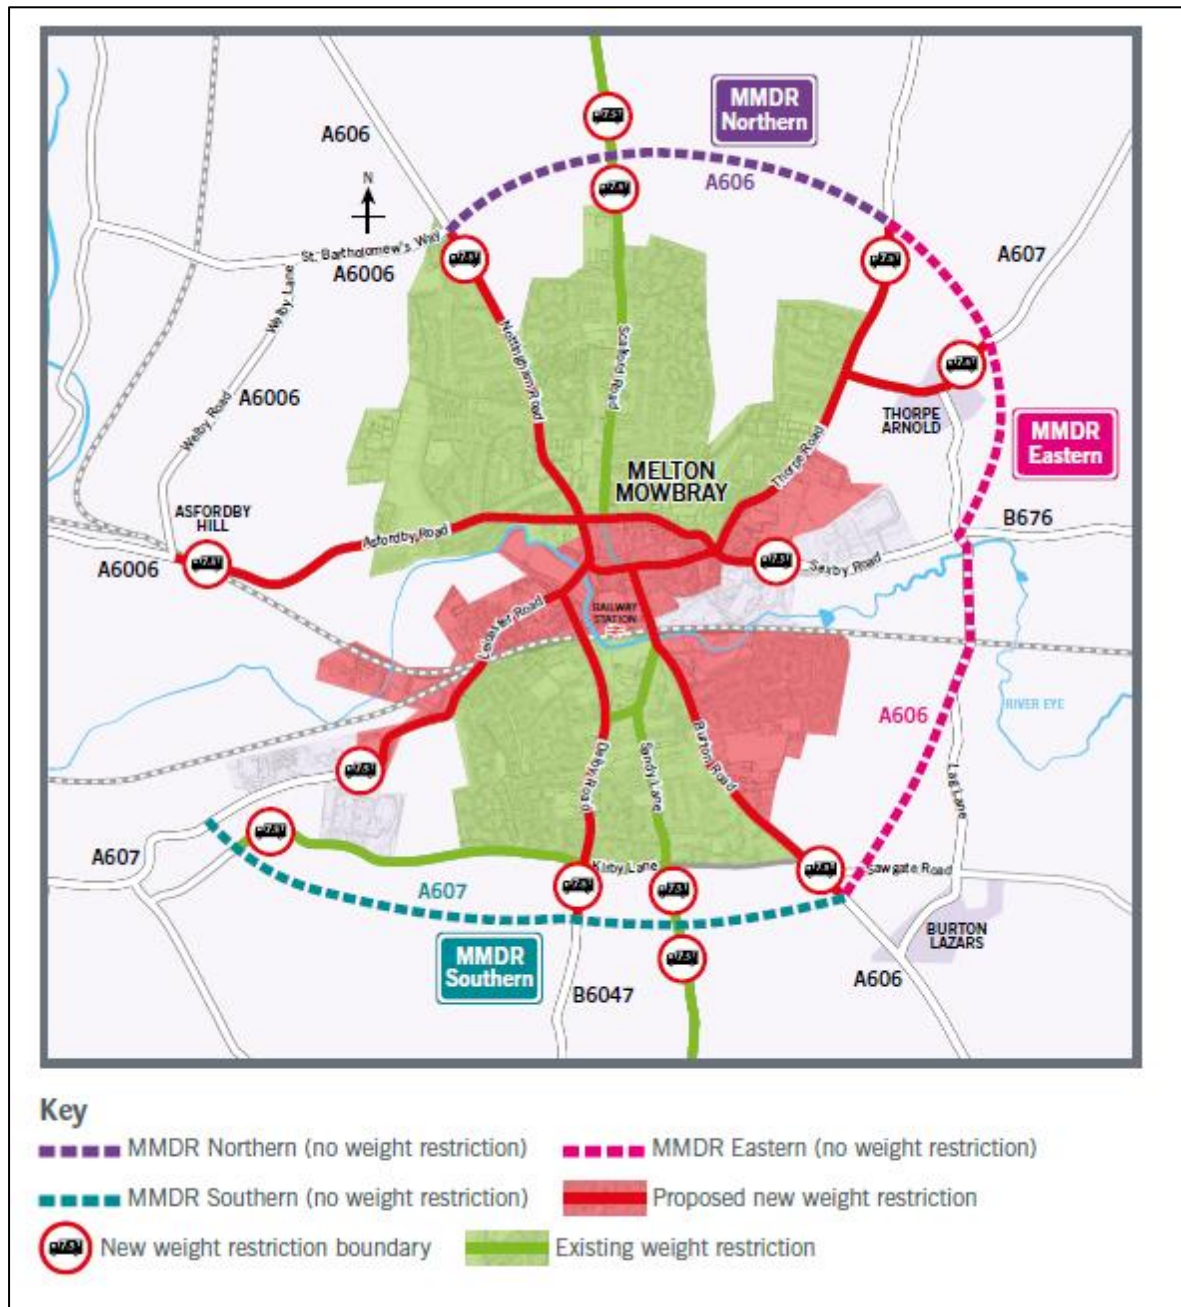 MMDR
Northern
A606
N
A606
St. Bartholomew's Way
A6006
A607
Welby Lane
Nottingham Road
Scalford Road
A6006
Welby Road
THORPE
ARNOLD
MMDR
Eastern
Thorpe Road
MELTON
MOWBRAY
ASFORDBY
HILL
B676
Asfordby Road
A6006
Saxby Road
RAILWAY
STATION
Leicester Road
A606
RIVER EYE
Burton Road
Dalby Road
Sandy Lane
Lag Lane
A607
Kirby Lane
Sawgate Road
A607
BURTON
LAZARS
MMDR
Southern
A606
B6047
Key
MMDR Northern (no weight restriction)
MMDR Eastern (no weight restriction)
MMDR Southern (no weight restriction)
Proposed new weight restriction
New weight restriction boundary
Existing weight restriction